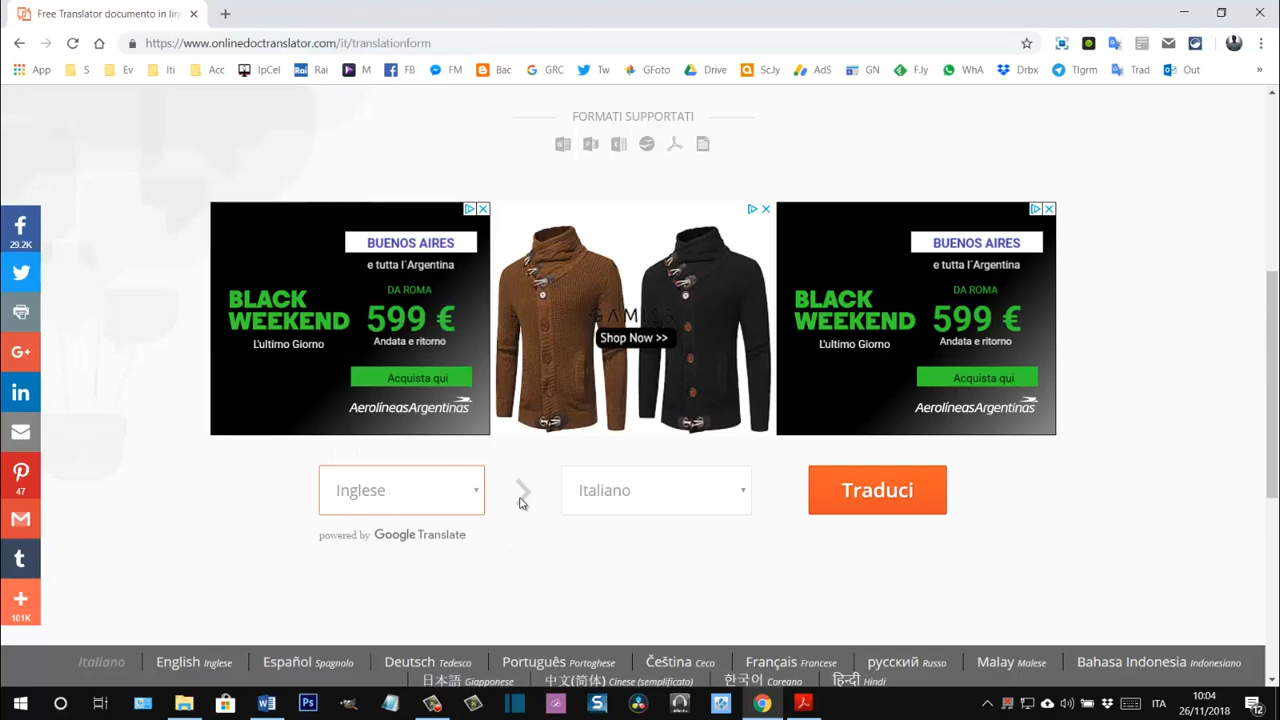 Free Translator documento in line
https://www.onlinedoctranslator.com/it/translationform
App S Ev Iti Acc IpCel Rai M FB FM Bac GRC Tw GFoto Drive Sc.ly AdS GN F.ly WhA Drbx Tlgrm Trad Out »
FORMATI SUPPORTATI
BUENOS AIRES
e tutta l'Argentina
DA ROMA
BLACK WEEKEND
599 €
L'ultimo Giorno
Andata e ritorno
Acquista qui
AerolíneasArgentinas
GAMISS
Shop Now >>
BUENOS AIRES
e tutta l'Argentina
DA ROMA
BLACK WEEKEND
599 €
L'ultimo Giorno
Andata e ritorno
Acquista qui
AerolíneasArgentinas
29.2K
47
101K
Inglese
Italiano
Traduci
powered by Google Translate
Italiano English Inglese Español Spagnolo Deutsch Tedesco Português Portoghese Čeština Ceco Français Francese русский Russo Malay Malese Bahasa Indonesia Indonesiano
日本語 Giapponese 中文(简体) Cinese (semplificato) 한국어 Coreano हिन्दी Hindi
ITA
10:04
26/11/2018
12